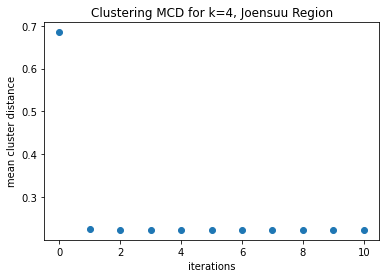 Clustering MCD for k=4, Joensuu Region
mean cluster distance
0.7
0.6
0.5
0.4
0.3
0 2 4 6 8 10
iterations